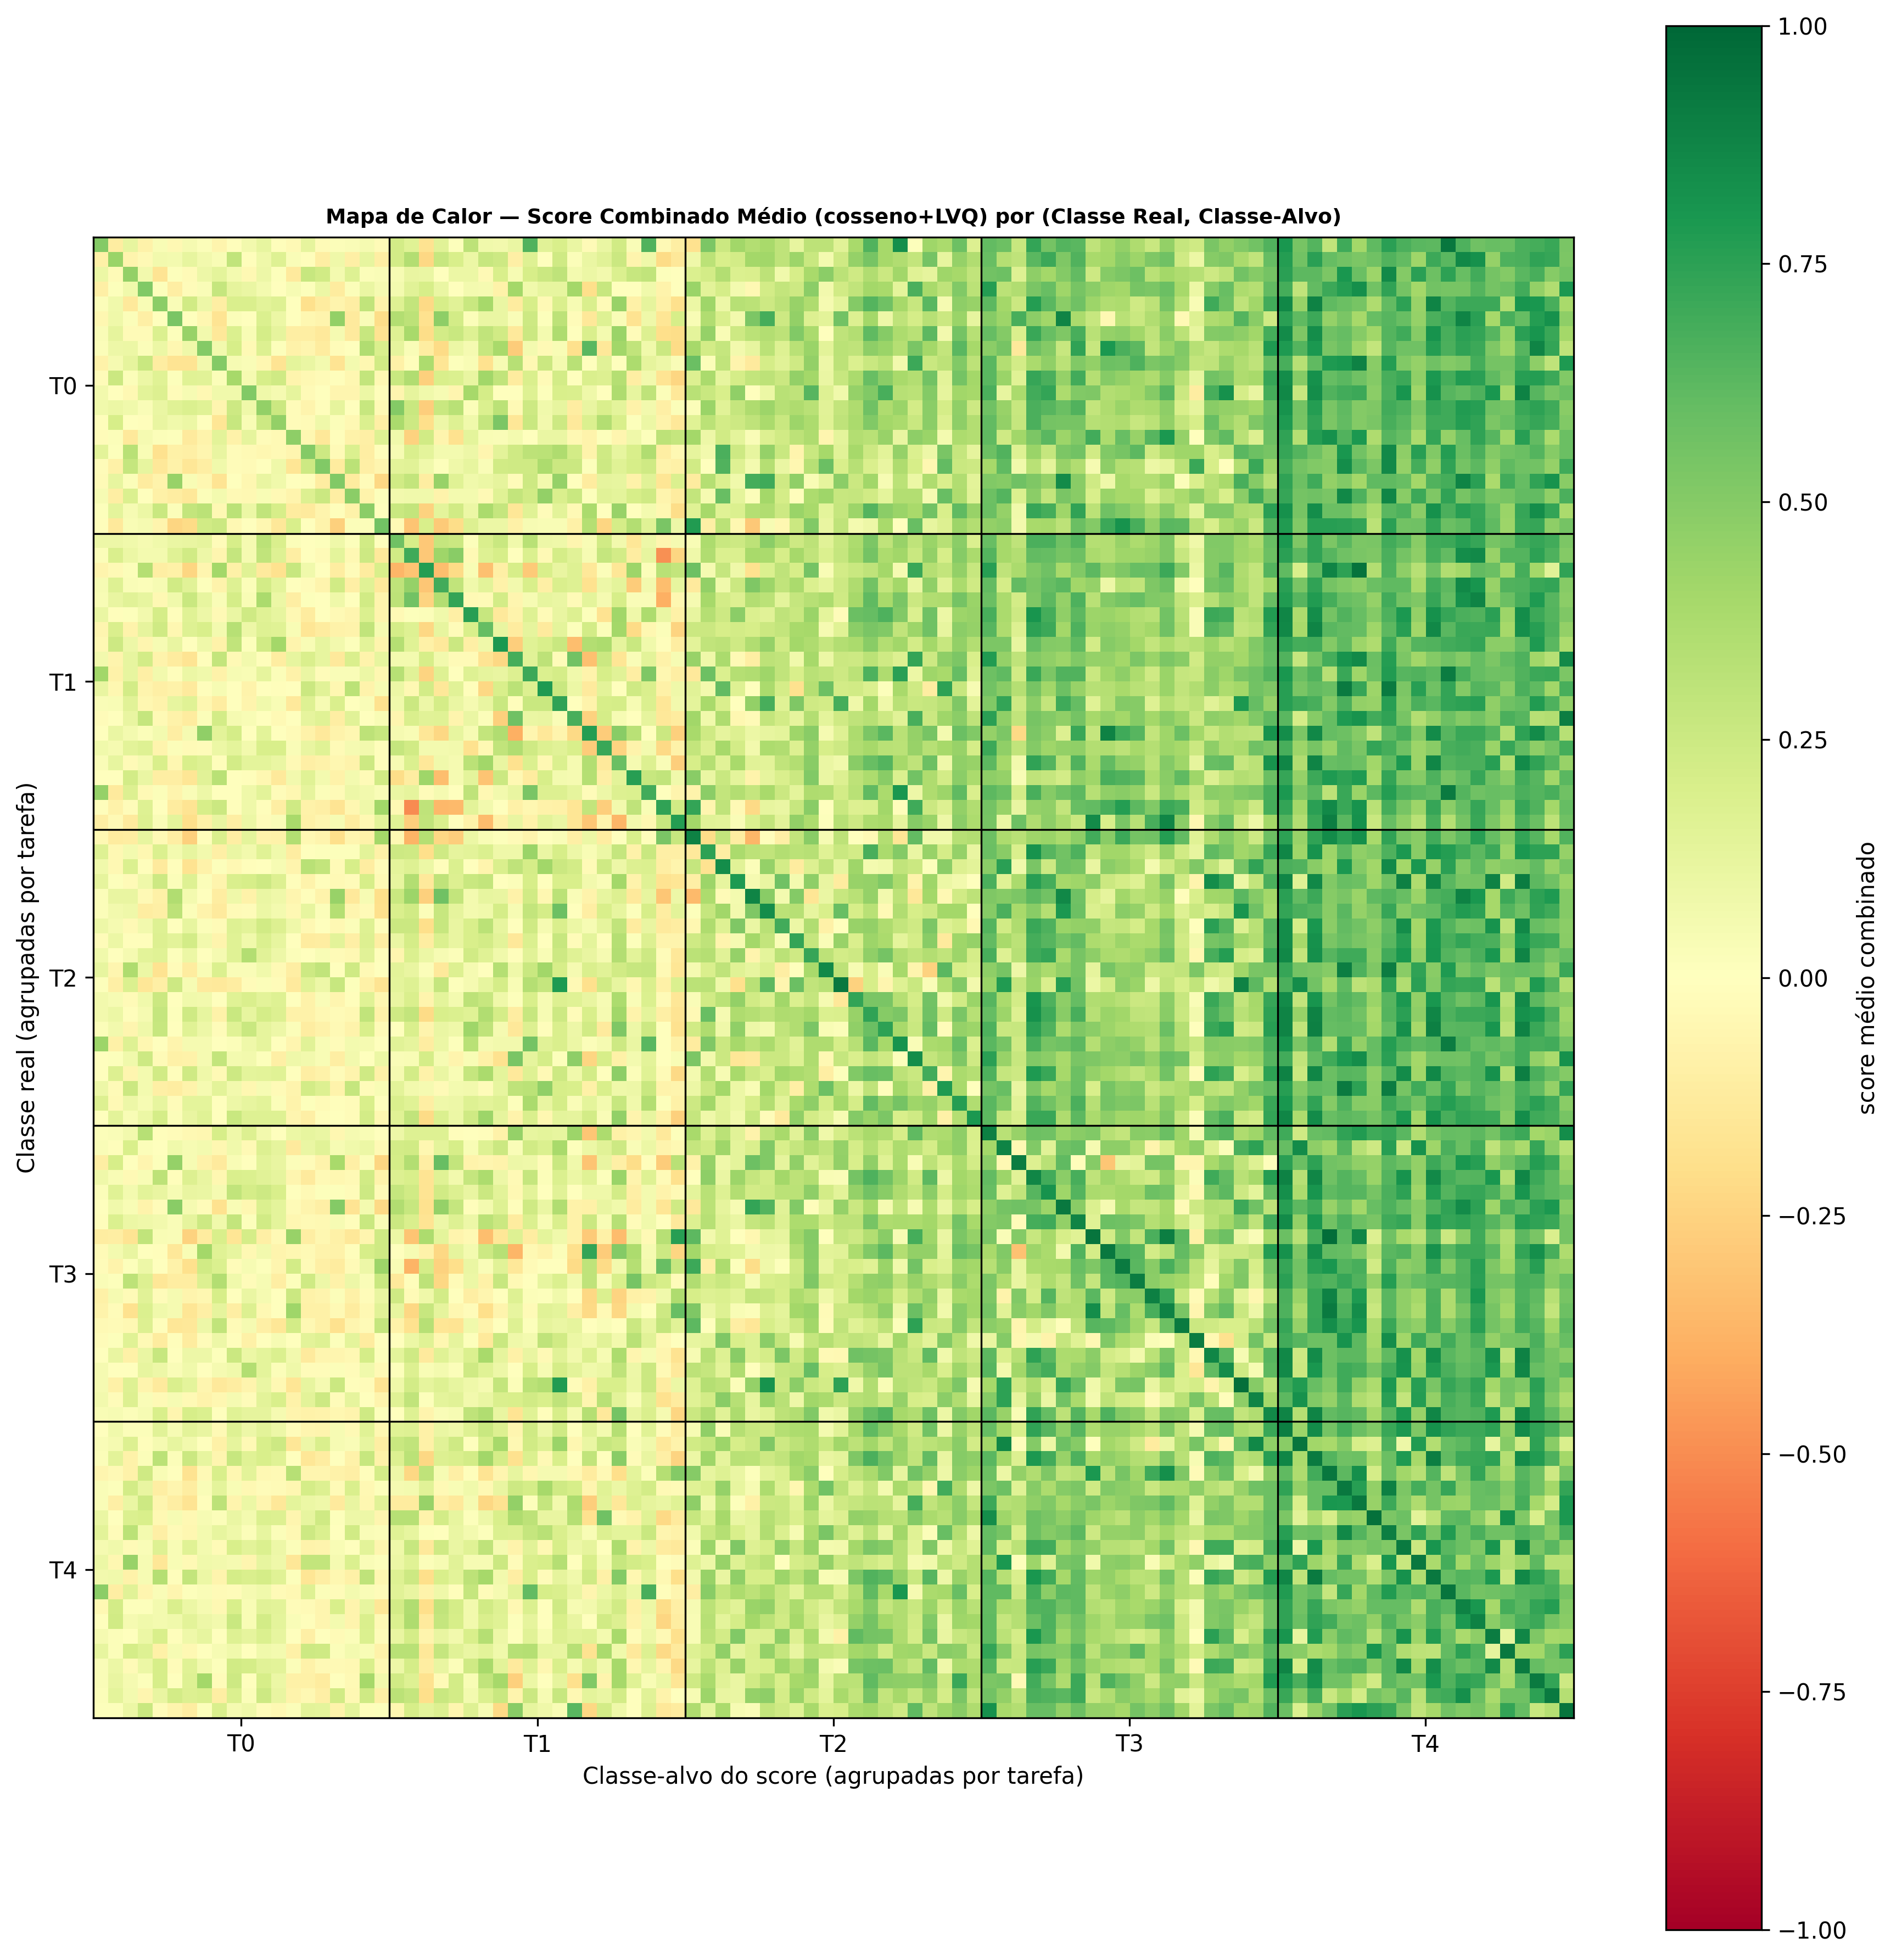 Mapa de Calor — Score Combinado Médio (cosseno+LVQ) por (Classe Real, Classe-Alvo)
Classe real (agrupadas por tarefa)
T0
T1
T2
T3
T4
T0 T1 T2 T3 T4
Classe-alvo do score (agrupadas por tarefa)
1.00
0.75
0.50
0.25
0.00
−0.25
−0.50
−0.75
−1.00
score médio combinado